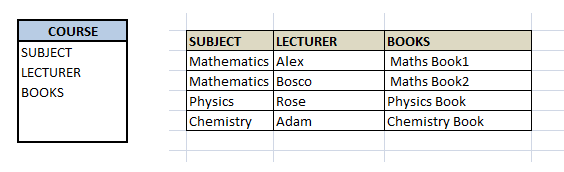 COURSE
SUBJECT
LECTURER
BOOKS
SUBJECT LECTURER BOOKS
Mathematics Alex Maths Book1
Mathematics Bosco Maths Book2
Physics Rose Physics Book
Chemistry Adam Chemistry Book